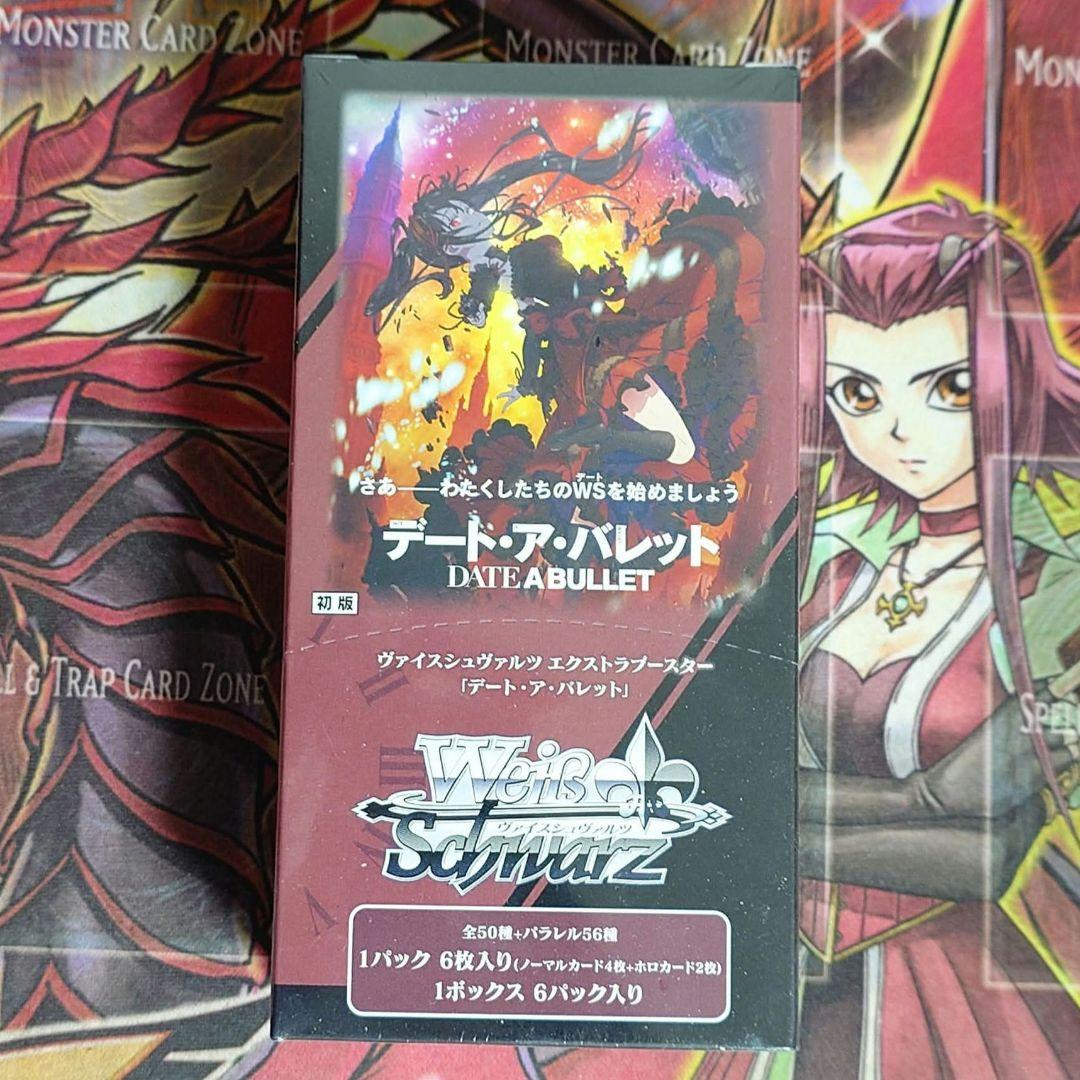 MONSTER CARD ZONE
MONSTER CARD ZONE
MON
さあ——わたくしたちのWSを始めましょう
デート
デート・ア・バレット
DATE A BULLET
初版
ヴァイスシュヴァルツ エクストラブースター
「デート・ア・バレット」
LL & TRAP CARD ZONE
SPEL
II
III
V
Weiß
ヴァイスシュヴァルツ
Schwarz
全50種+パラレル56種
1パック 6枚入り(ノーマルカード4枚+ホロカード2枚)
1ボックス 6パック入り